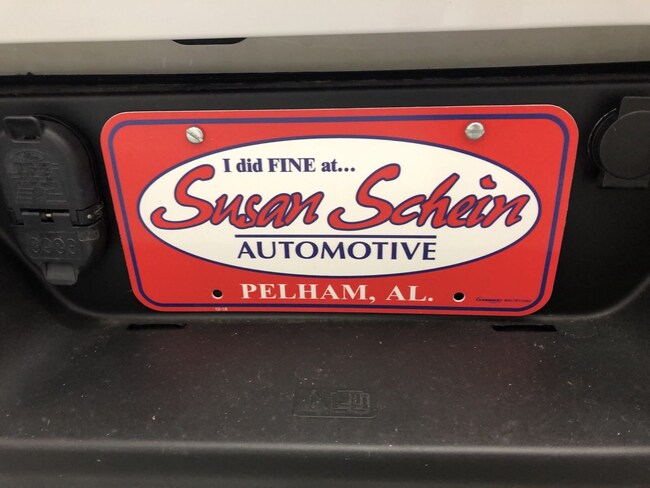 I did FINE at...
Susan Schein
AUTOMOTIVE
PELHAM, AL.